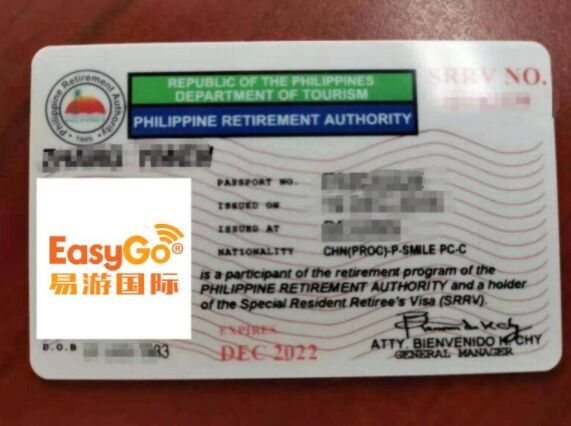 REPUBLIC OF THE PHILIPPINES
DEPARTMENT OF TOURISM
PHILIPPINE RETIREMENT AUTHORITY
SRRV NO.
Philippine Retirement Authority
1985
PASSPORT NO.
ISSUED ON
ISSUED AT
NATIONALITY CHN(PROC)-P-SMILE PC-C
EasyGo®
易游国际
is a participant of the retirement program of the
PHILIPPINE RETIREMENT AUTHORITY and a holder
of the Special Resident Retiree's Visa (SRRV).
EXPIRES
DEC 2022
D.O.B
ATTY. BIENVENIDO K. CHY
GENERAL MANAGER